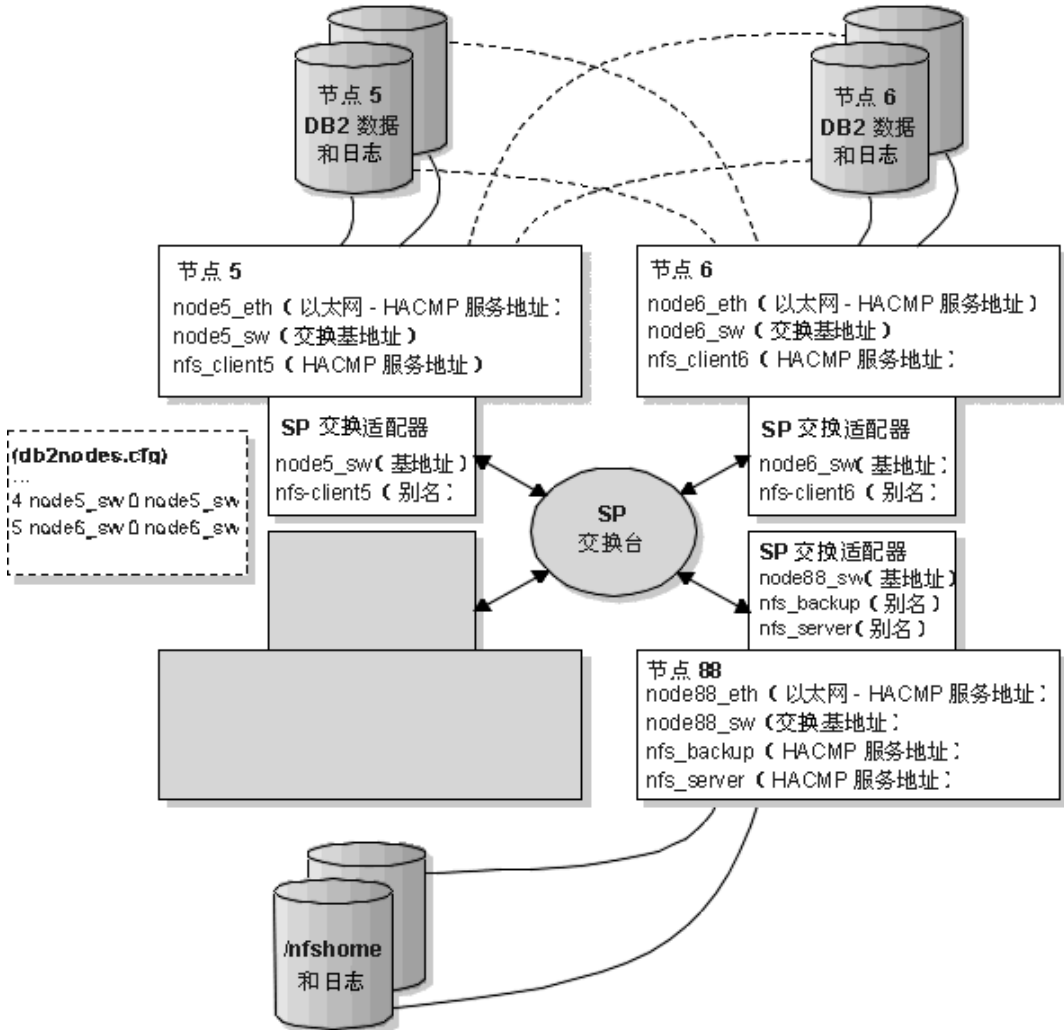 节点 5
DB2 数据
和日志
节点 6
DB2 数据
和日志
节点 5
node5_eth ( 以太网 - HACMP 服务地址 )
node5_sw ( 交换基地址 )
nfs_client5 ( HACMP 服务地址 )
节点 6
node6_eth ( 以太网 - HACMP 服务地址 )
node6_sw ( 交换基地址 )
nfs_client6 ( HACMP 服务地址 )
SP 交换适配器
node5_sw( 基地址 )
nfs-client5 ( 别名 )
SP 交换适配器
node6_sw( 基地址 )
nfs-client6 ( 别名 )
(db2nodes.cfg)
...
4 node5_sw 0 node5_sw
5 node6_sw 0 node6_sw
SP
交换台
SP 交换适配器
node88_sw( 基地址 )
nfs_backup ( 别名 )
nfs_server( 别名 )
节点 88
node88_eth ( 以太网 - HACMP 服务地址 )
node88_sw ( 交换基地址 )
nfs_backup ( HACMP 服务地址 )
nfs_server ( HACMP 服务地址 )
/nfshome
和日志